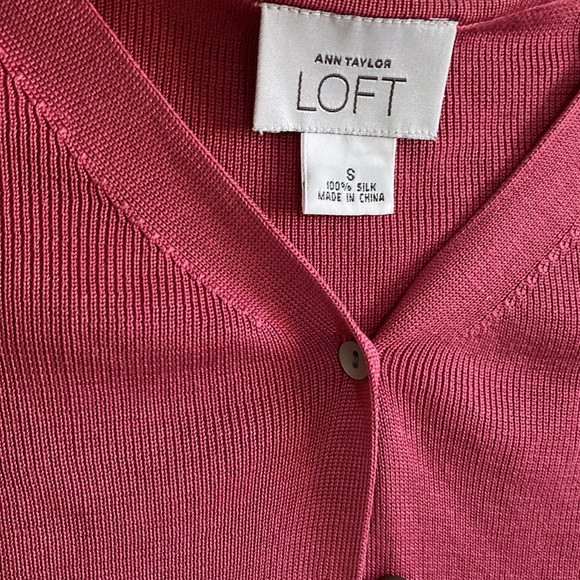 ANN TAYLOR
LOFT
S
100% SILK
MADE IN CHINA